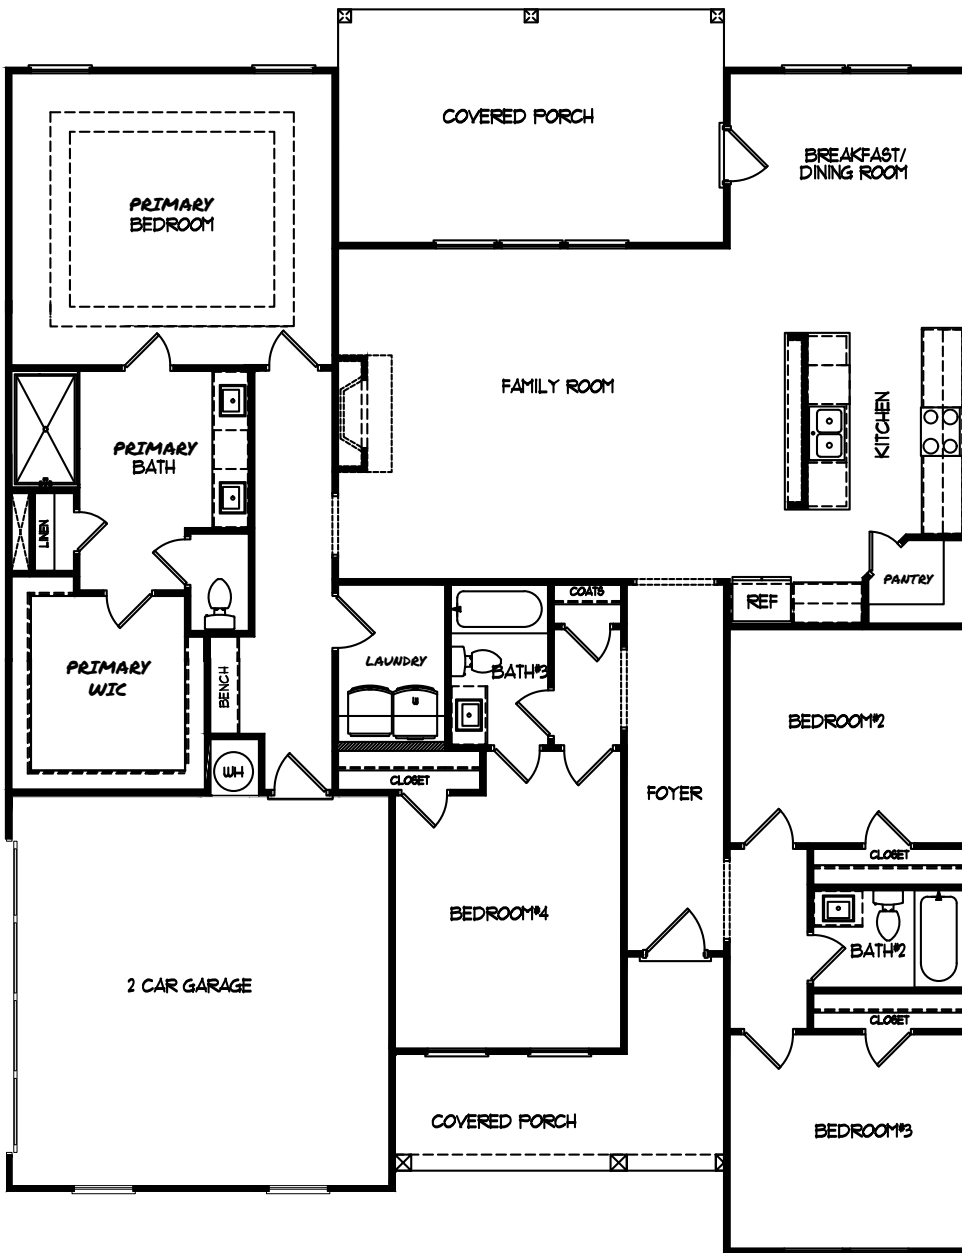 COVERED PORCH
BREAKFAST/
DINING ROOM
PRIMARY
BEDROOM
FAMILY ROOM
KITCHEN
PRIMARY
BATH
LINEN
PANTRY
COATS
REF
LAUNDRY
BATH#3
PRIMARY
WIC
BENCH
BEDROOM#2
WH
CLOSET
FOYER
CLOSET
BEDROOM#4
BATH#2
2 CAR GARAGE
CLOSET
COVERED PORCH
BEDROOM#3